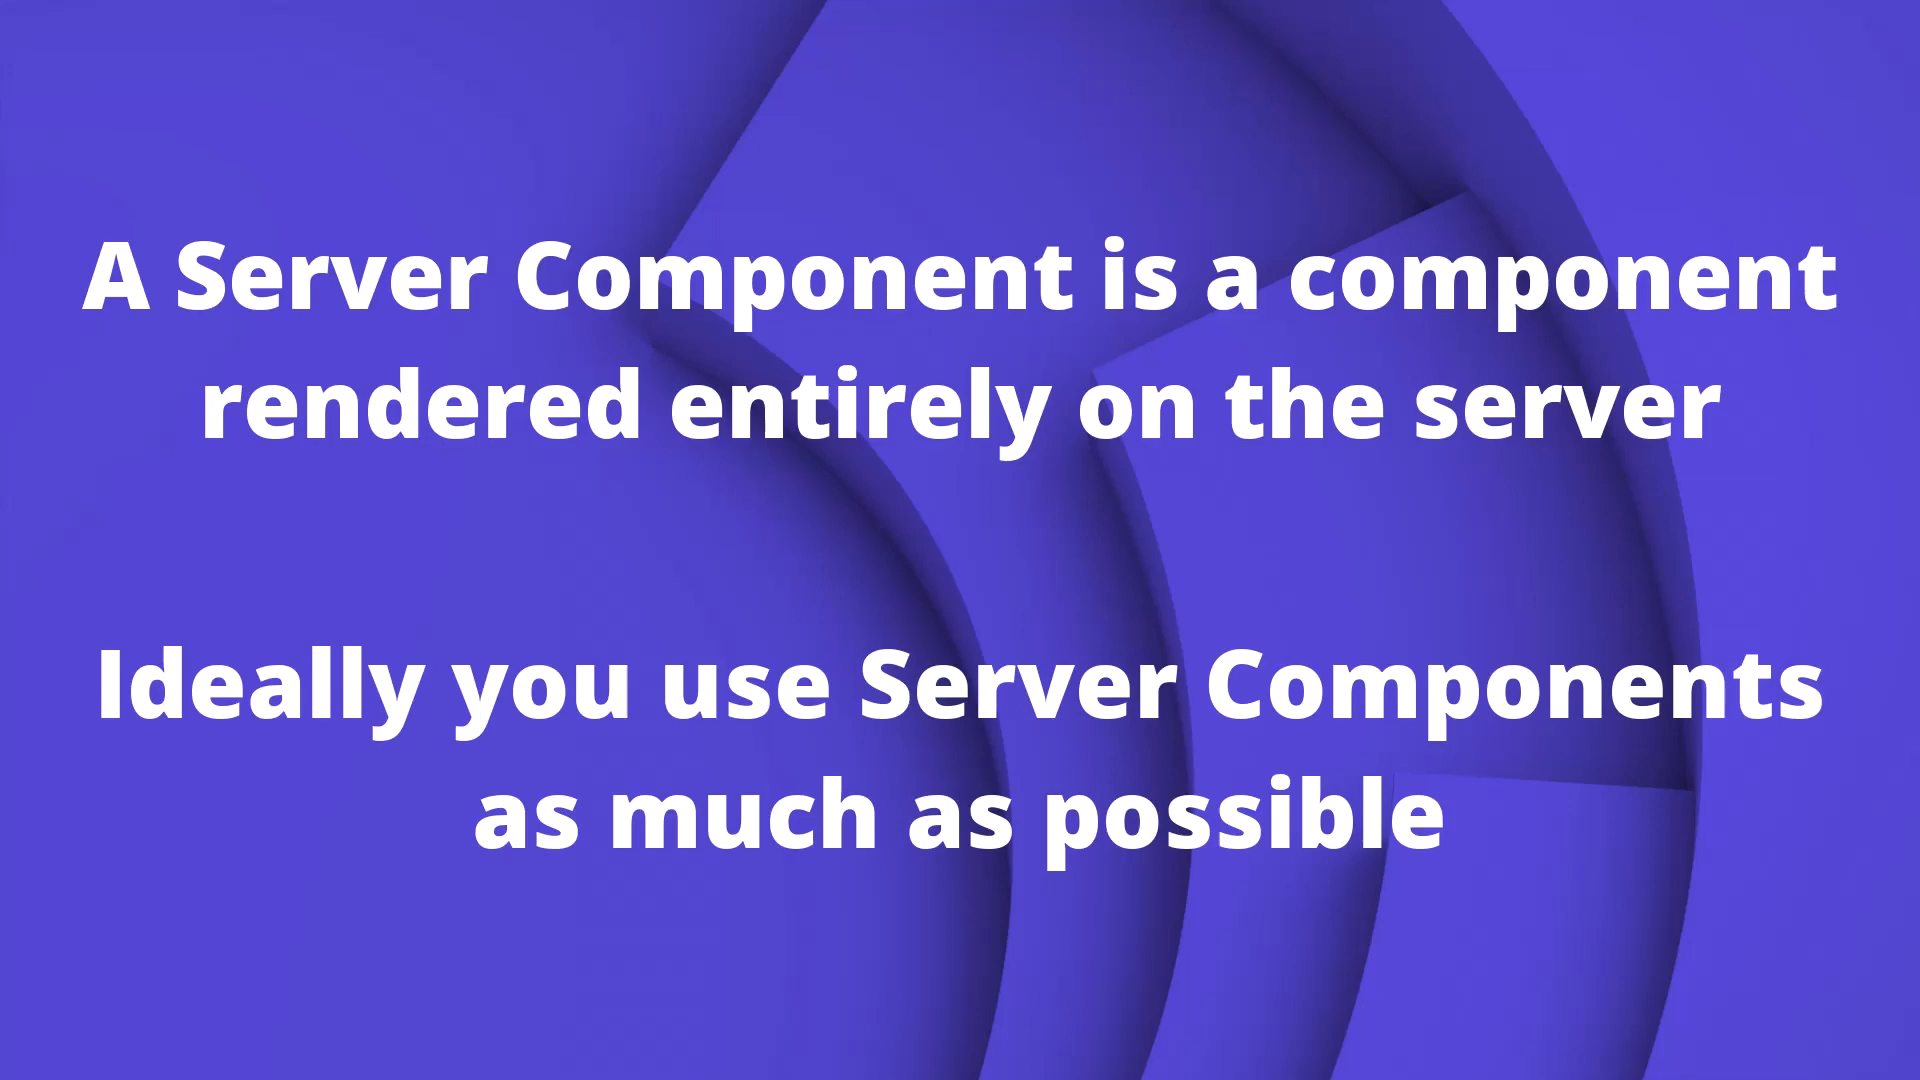 A Server Component is a component
rendered entirely on the server
Ideally you use Server Components
as much as possible